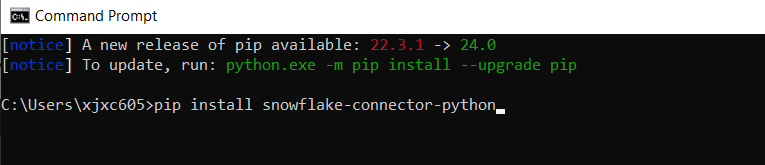 Command Prompt
[notice] A new release of pip available: 22.3.1 -> 24.0
[notice] To update, run: python.exe -m pip install --upgrade pip
C:\Users\xjxc605>pip install snowflake-connector-python